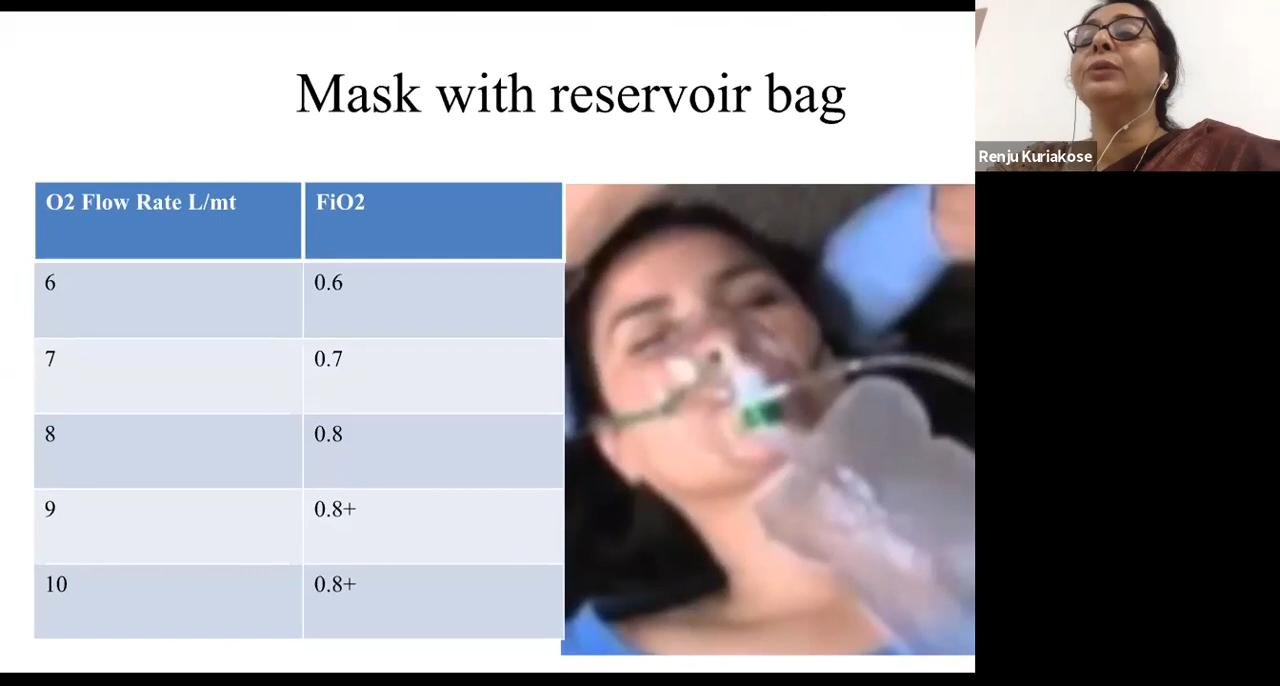 Mask with reservoir bag
Renju Kuriakose
O2 Flow Rate L/mt FiO2
6 0.6
7 0.7
8 0.8
9 0.8+
10 0.8+